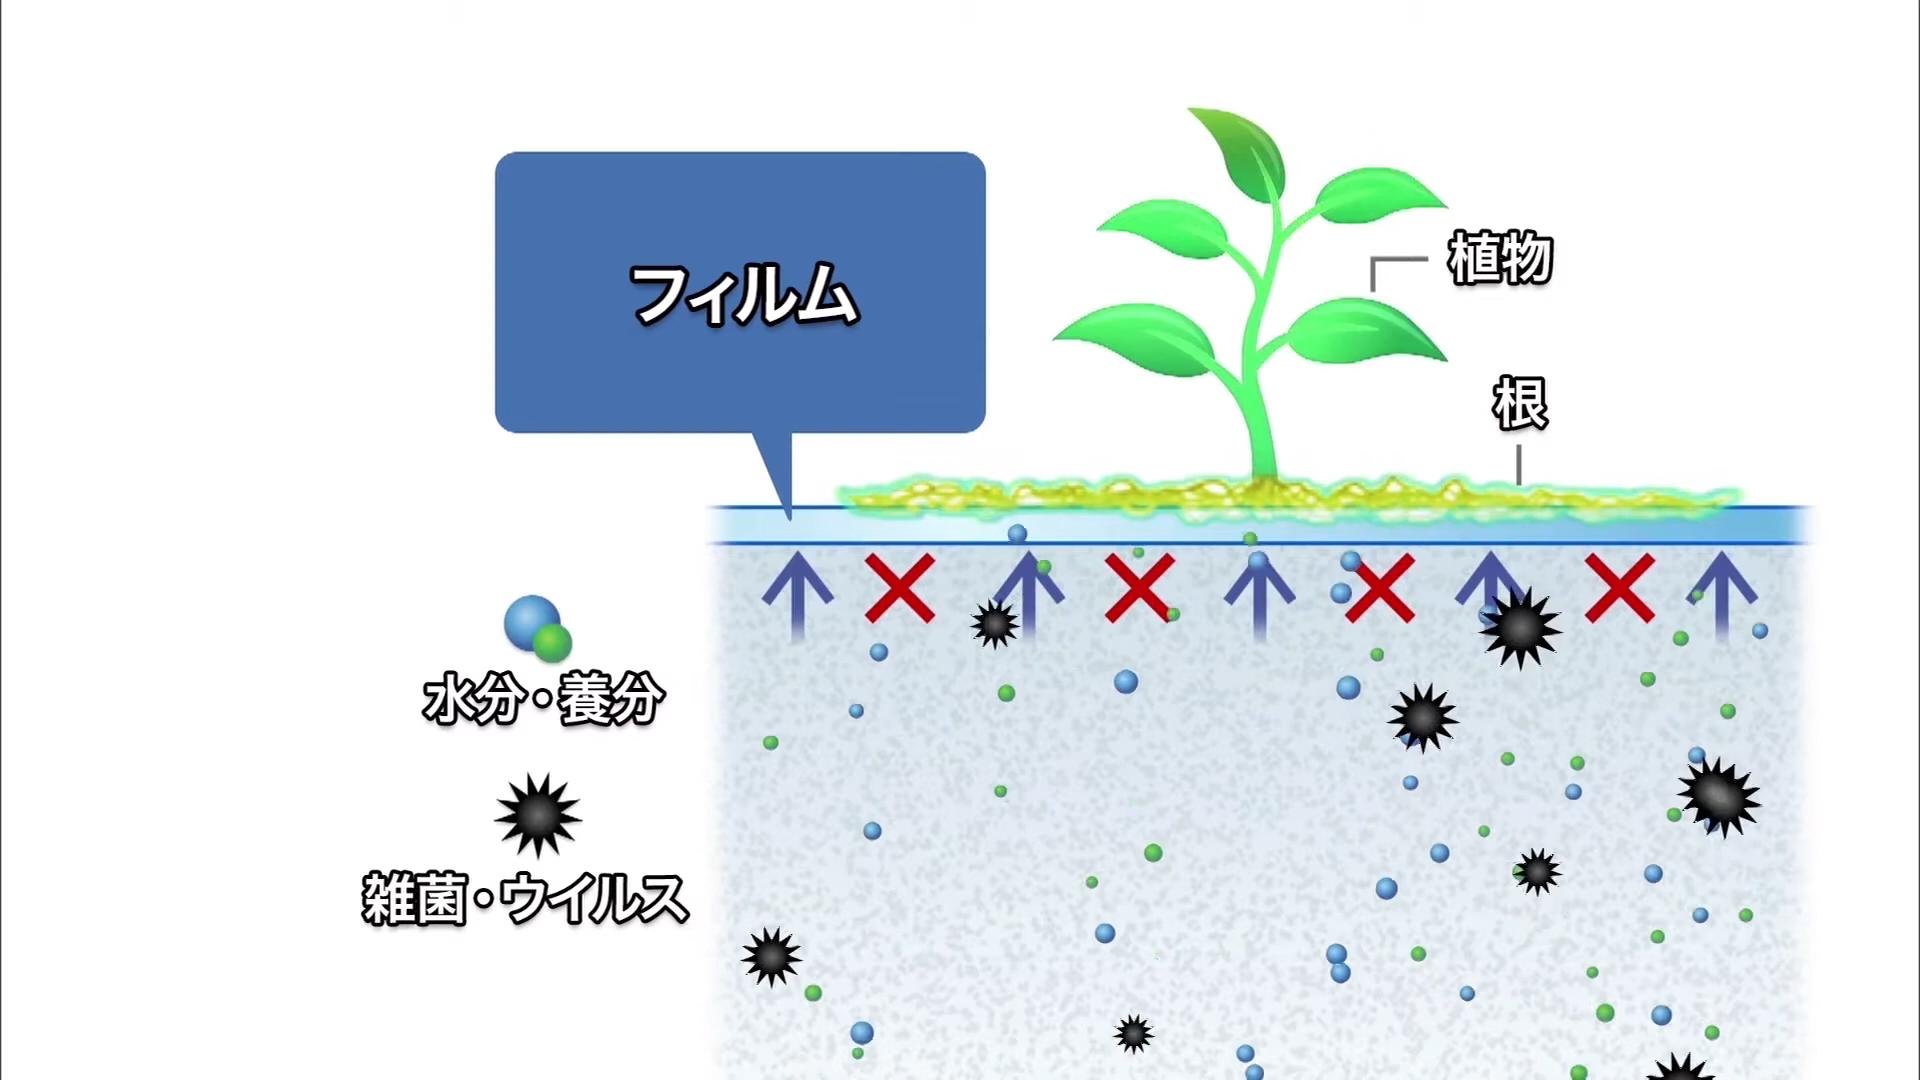 フィルム
植物
根
水分・養分
雑菌・ウイルス